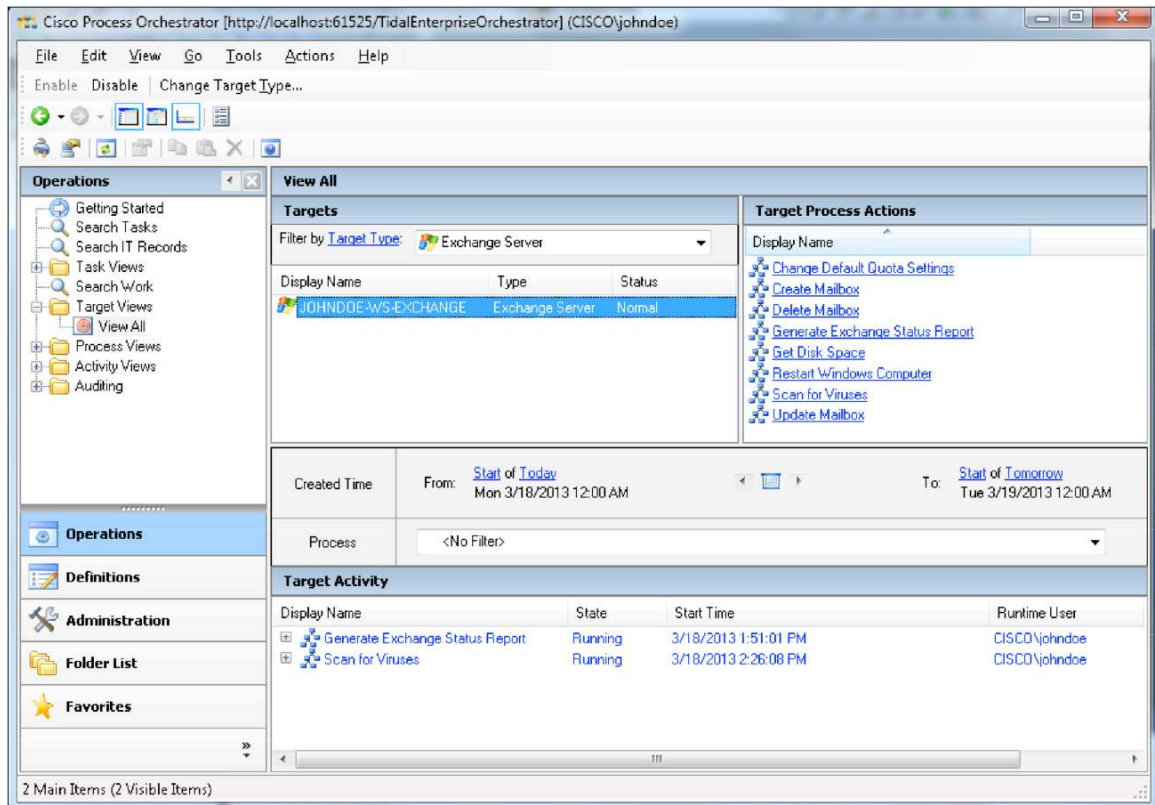 Cisco Process Orchestrator [http://localhost:61525/TidalEnterpriseOrchestrator] (CISCO\johndoe)
File Edit View Go Tools Actions Help
Enable Disable Change Target Type...
Operations
Getting Started
Search Tasks
Search IT Records
Task Views
Search Work
Target Views
View All
Process Views
Activity Views
Auditing
Operations
Definitions
Administration
Folder List
Favorites
View All
Targets
Filter by Target Type: Exchange Server
Display Name Type Status
JOHNDOE-WS-EXCHANGE Exchange Server Normal
Target Process Actions
Display Name
Change Default Quota Settings
Create Mailbox
Delete Mailbox
Generate Exchange Status Report
Get Disk Space
Restart Windows Computer
Scan for Viruses
Update Mailbox
Created Time From: Start of Today To: Start of Tomorrow
Mon 3/18/2013 12:00 AM Tue 3/19/2013 12:00 AM
Process <No Filter>
Target Activity
Display Name State Start Time Runtime User
Generate Exchange Status Report Running 3/18/2013 1:51:01 PM CISCO\johndoe
Scan for Viruses Running 3/18/2013 2:26:08 PM CISCO\johndoe
2 Main Items (2 Visible Items)